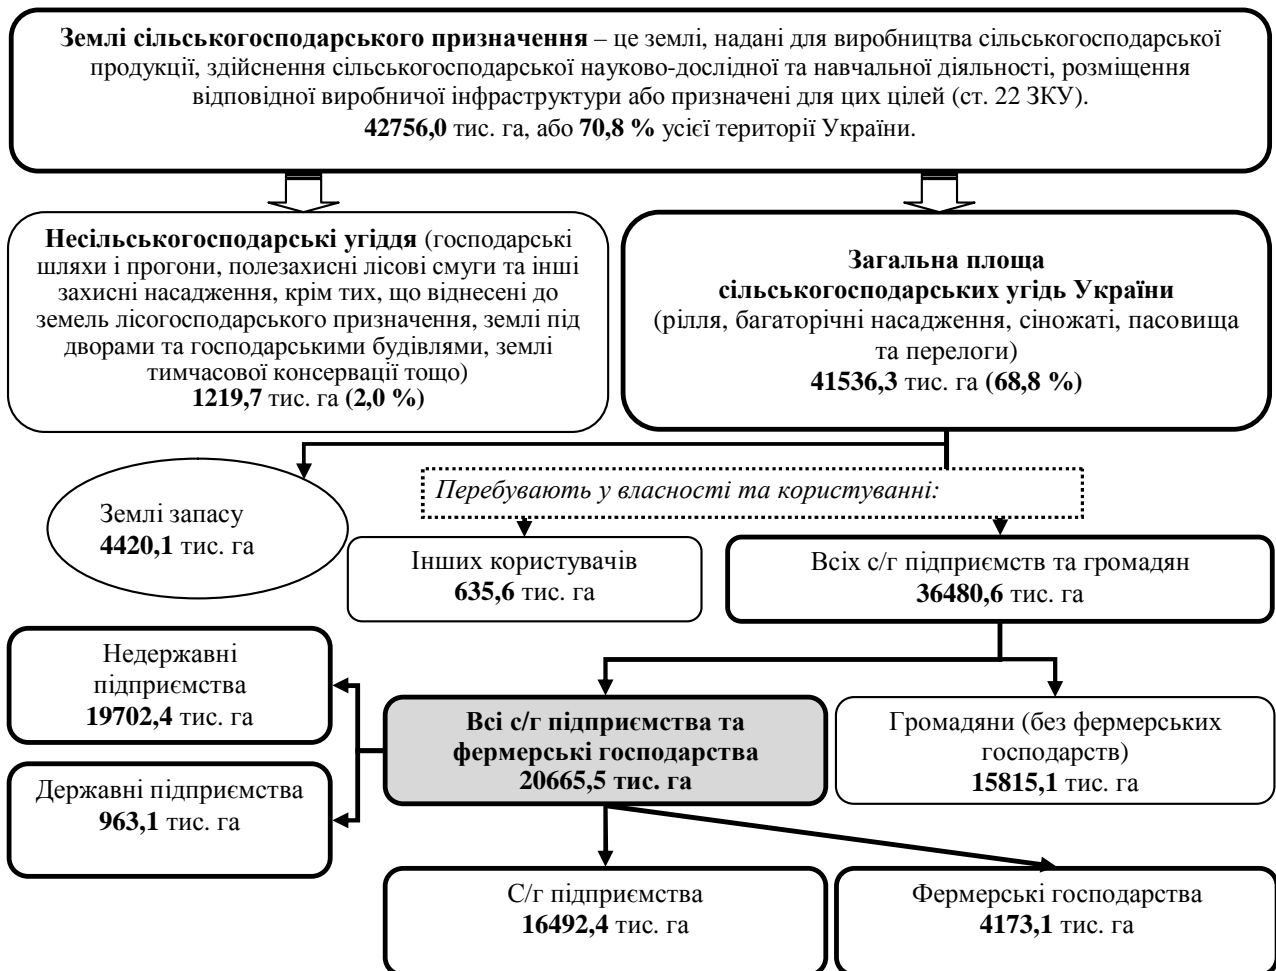 Землі сільськогосподарського призначення – це землі, надані для виробництва сільськогосподарської
продукції, здійснення сільськогосподарської науково-дослідної та навчальної діяльності, розміщення
відповідної виробничої інфраструктури або призначені для цих цілей (ст. 22 ЗКУ).
42756,0 тис. га, або 70,8 % усієї території України.
Несільськогосподарські угіддя (господарські
шляхи і прогони, полезахисні лісові смуги та інші
захисні насадження, крім тих, що віднесені до
земель лісогосподарського призначення, землі під
дворами та господарськими будівлями, землі
тимчасової консервації тощо)
1219,7 тис. га (2,0 %)
Загальна площа
сільськогосподарських угідь України
(рілля, багаторічні насадження, сіножаті, пасовища
та перелоги)
41536,3 тис. га (68,8 %)
Землі запасу
4420,1 тис. га
Перебувають у власності та користуванні:
Інших користувачів
635,6 тис. га
Всіх с/г підприємств та громадян
36480,6 тис. га
Недержавні
підприємства
19702,4 тис. га
Державні підприємства
963,1 тис. га
Всі с/г підприємства та
фермерські господарства
20665,5 тис. га
Громадяни (без фермерських
господарств)
15815,1 тис. га
С/г підприємства
16492,4 тис. га
Фермерські господарства
4173,1 тис. га